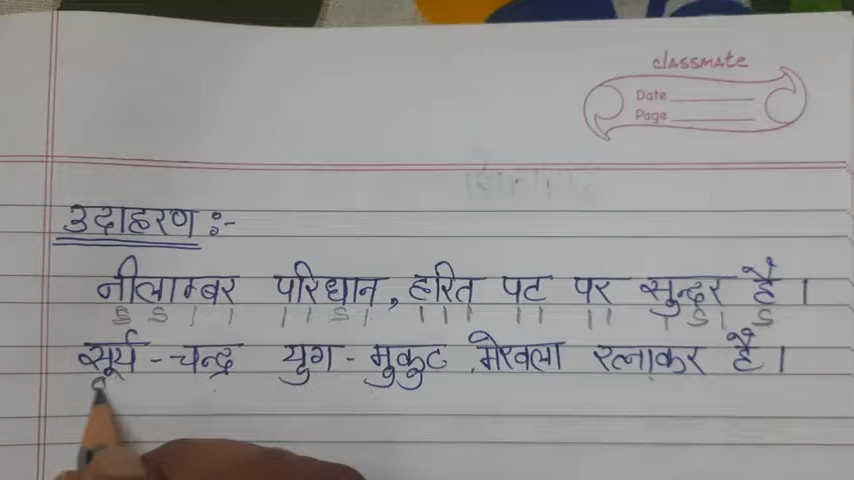 classmate
Date
Page
उदाहरण :-
नीलाम्बर परिधान, हरित पट पर सुन्दर है ।
ऽ ऽ । । । । ऽ । । । । । । । । । ऽ । ऽ
सूर्य - चन्द्र युग - मुकुट मेखला रत्नाकर है ।